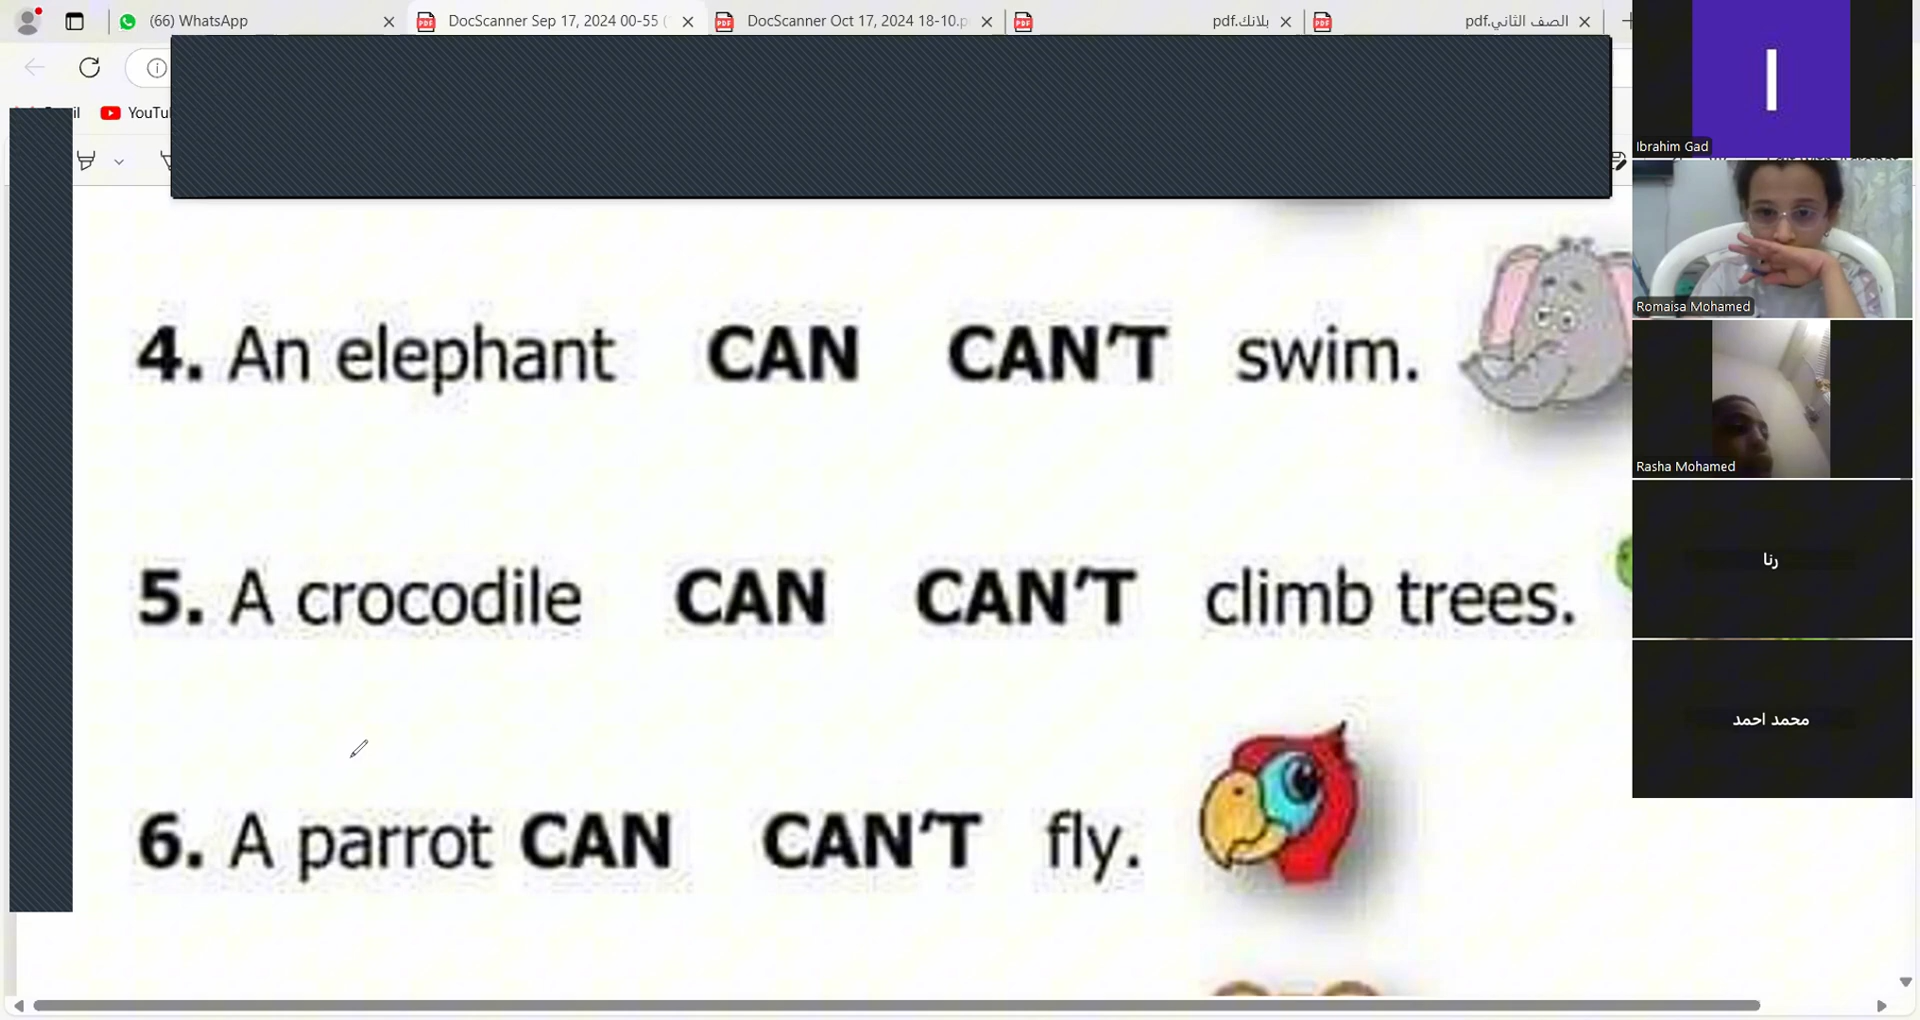 (66) WhatsApp
DocScanner Sep 17, 2024 00-55 (
DocScanner Oct 17, 2024 18-10.p
بلانك.pdf
الصف الثاني.pdf
YouTu
I
Ibrahim Gad
Romaisa Mohamed
Rasha Mohamed
رنا
محمد احمد
4. An elephant CAN CAN'T swim.
5. A crocodile CAN CAN'T climb trees.
6. A parrot CAN CAN'T fly.